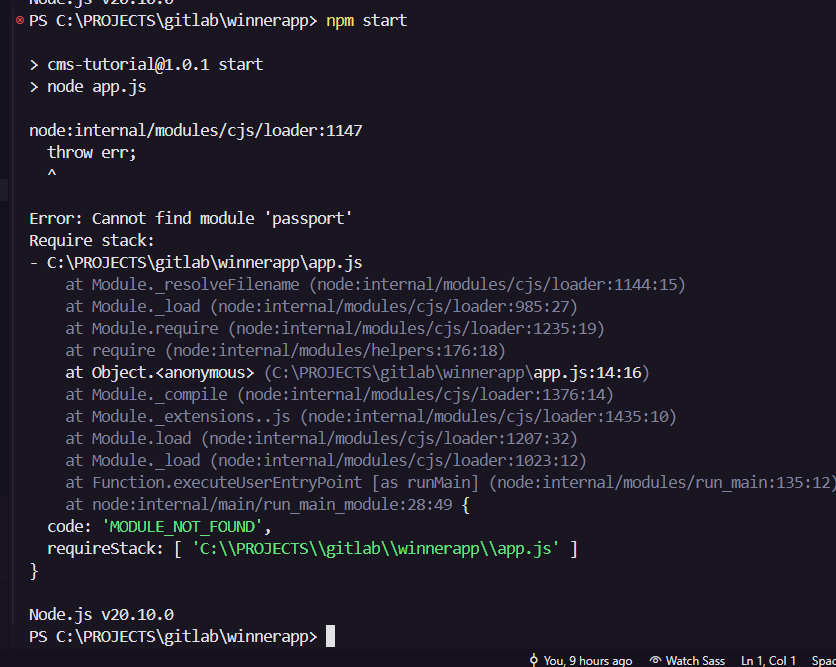 Node.js v20.10.0
PS C:\PROJECTS\gitlab\winnerapp> npm start
> cms-tutorial@1.0.1 start
> node app.js
node:internal/modules/cjs/loader:1147
  throw err;
  ^
Error: Cannot find module 'passport'
Require stack:
- C:\PROJECTS\gitlab\winnerapp\app.js
    at Module._resolveFilename (node:internal/modules/cjs/loader:1144:15)
    at Module._load (node:internal/modules/cjs/loader:985:27)
    at Module.require (node:internal/modules/cjs/loader:1235:19)
    at require (node:internal/modules/helpers:176:18)
    at Object.<anonymous> (C:\PROJECTS\gitlab\winnerapp\app.js:14:16)
    at Module._compile (node:internal/modules/cjs/loader:1376:14)
    at Module._extensions..js (node:internal/modules/cjs/loader:1435:10)
    at Module.load (node:internal/modules/cjs/loader:1207:32)
    at Module._load (node:internal/modules/cjs/loader:1023:12)
    at Function.executeUserEntryPoint [as runMain] (node:internal/modules/run_main:135:12)
    at node:internal/main/run_main_module:28:49 {
  code: 'MODULE_NOT_FOUND',
  requireStack: [ 'C:\\PROJECTS\\gitlab\\winnerapp\\app.js' ]
}
Node.js v20.10.0
PS C:\PROJECTS\gitlab\winnerapp>
You, 9 hours ago Watch Sass Ln 1, Col 1 Spac